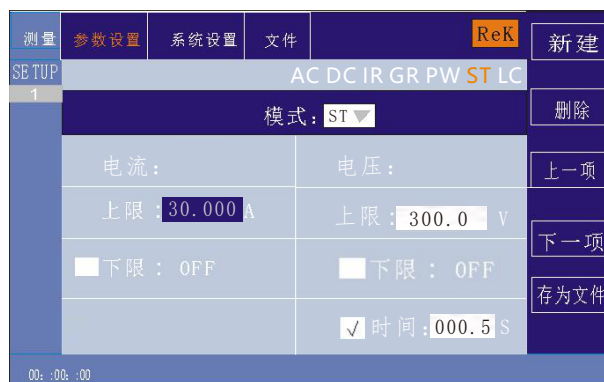 测量 参数设置 系统设置 文件 ReK 新建
SETUP AC DC IR GR PW ST LC
1
模式: ST 删除
电流: 电压: 上一项
上限: 30.000 A 上限: 300.0 V
下限: OFF 下限: OFF 下一项
√ 时间: 000.5 S 存为文件
00: :00: :00